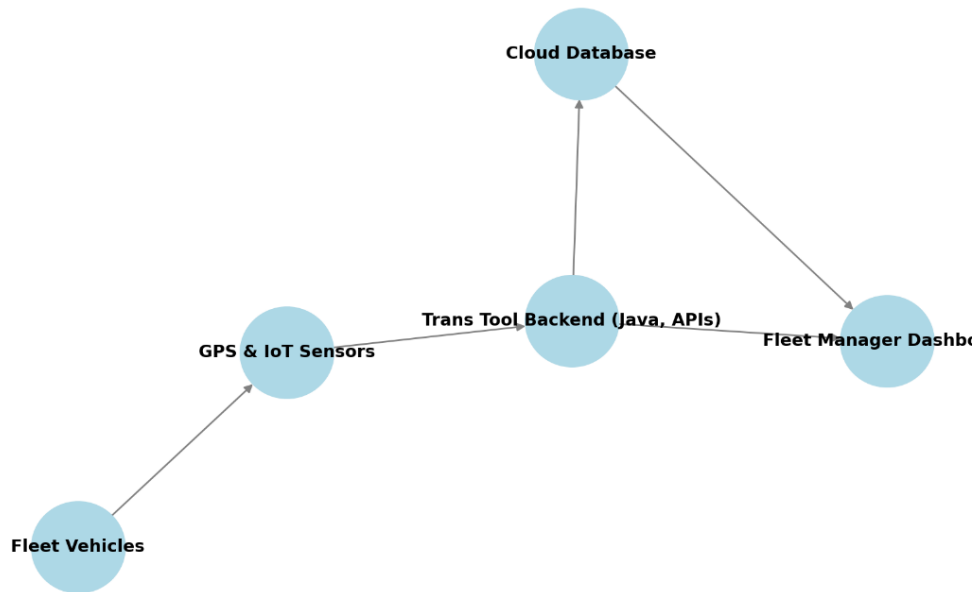 Cloud Database
Trans Tool Backend (Java, APIs)
Fleet Manager Dashbo
GPS & IoT Sensors
Fleet Vehicles